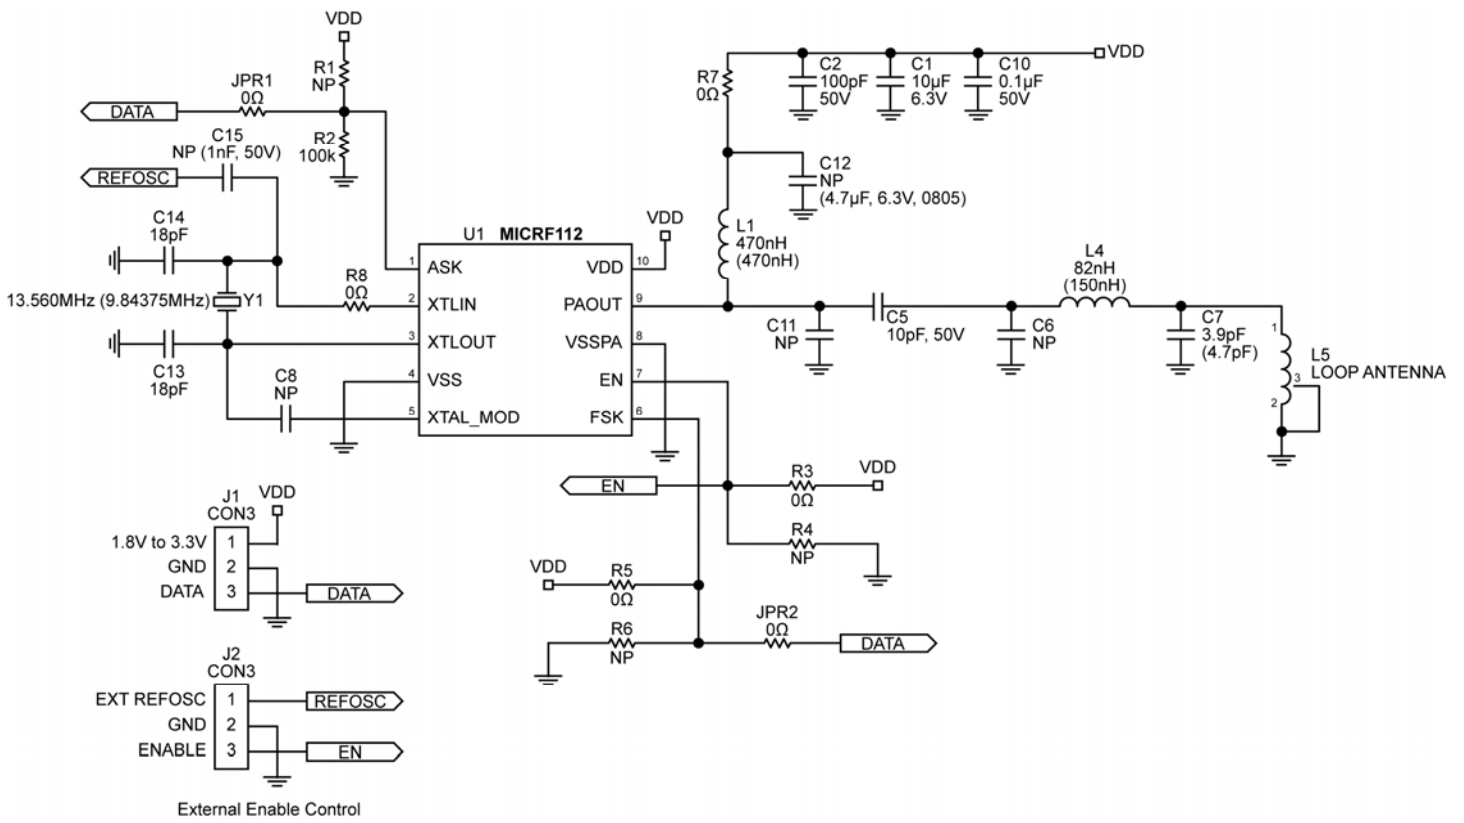 VDD
R1
NP
JPR1
0Ω
DATA
R2
100k
C15
NP (1nF, 50V)
REFOSC
C14
18pF
13.560MHz (9.84375MHz)
Y1
R8
0Ω
C13
18pF
C8
NP
U1 MICRF112
1 ASK
2 XTLIN
3 XTLOUT
4 VSS
5 XTAL_MOD
VDD 10
PAOUT 9
VSSPA 8
EN 7
FSK 6
VDD
R7
0Ω
C2
100pF
50V
C1
10µF
6.3V
C10
0.1µF
50V
VDD
C12
NP
(4.7µF, 6.3V, 0805)
L1
470nH
(470nH)
C11
NP
C5
10pF, 50V
C6
NP
L4
82nH
(150nH)
C7
3.9pF
(4.7pF)
1
3
2
L5
LOOP ANTENNA
EN
R3
0Ω
VDD
R4
NP
VDD
R5
0Ω
R6
NP
JPR2
0Ω
DATA
J1
CON3
VDD
1.8V to 3.3V 1
GND 2
DATA 3
DATA
J2
CON3
EXT REFOSC 1
REFOSC
GND 2
ENABLE 3
EN
External Enable Control